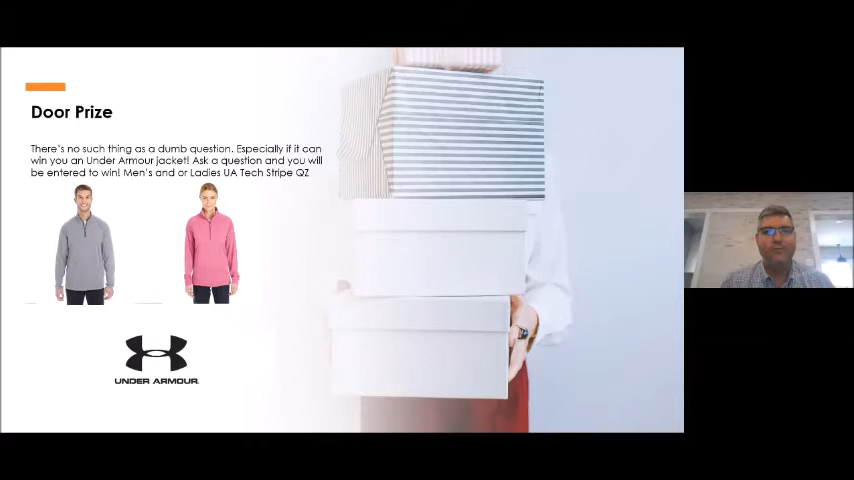 Door Prize
There's no such thing as a dumb question. Especially if it can
win you an Under Armour jacket! Ask a question and you will
be entered to win! Men's and or Ladies UA Tech Stripe QZ
UNDER ARMOUR.